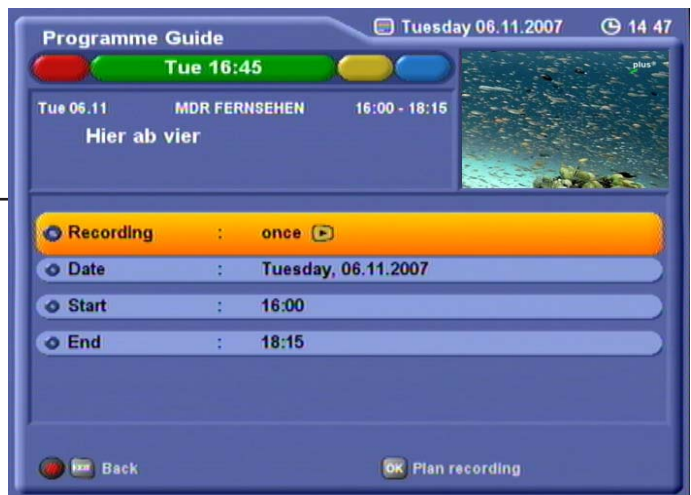 Programme Guide
Tuesday 06.11.2007 14 47
Tue 16:45
plus
Tue 06.11 MDR FERNSEHEN 16:00 - 18:15
Hier ab vier
Recording : once
Date : Tuesday, 06.11.2007
Start : 16:00
End : 18:15
EXIT Back OK Plan recording